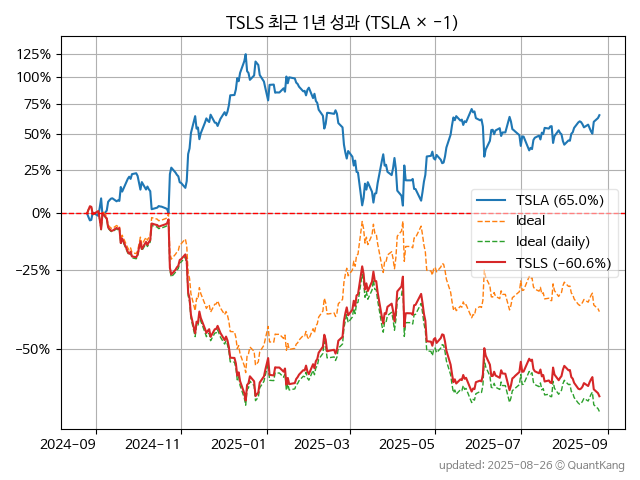 TSLS 최근 1년 성과 (TSLA × −1)
125%
100%
75%
50%
25%
0%
−25%
−50%
TSLA (65.0%)
Ideal
Ideal (daily)
TSLS (−60.6%)
2024-09 2024-11 2025-01 2025-03 2025-05 2025-07 2025-09
updated: 2025-08-26 © QuantKang